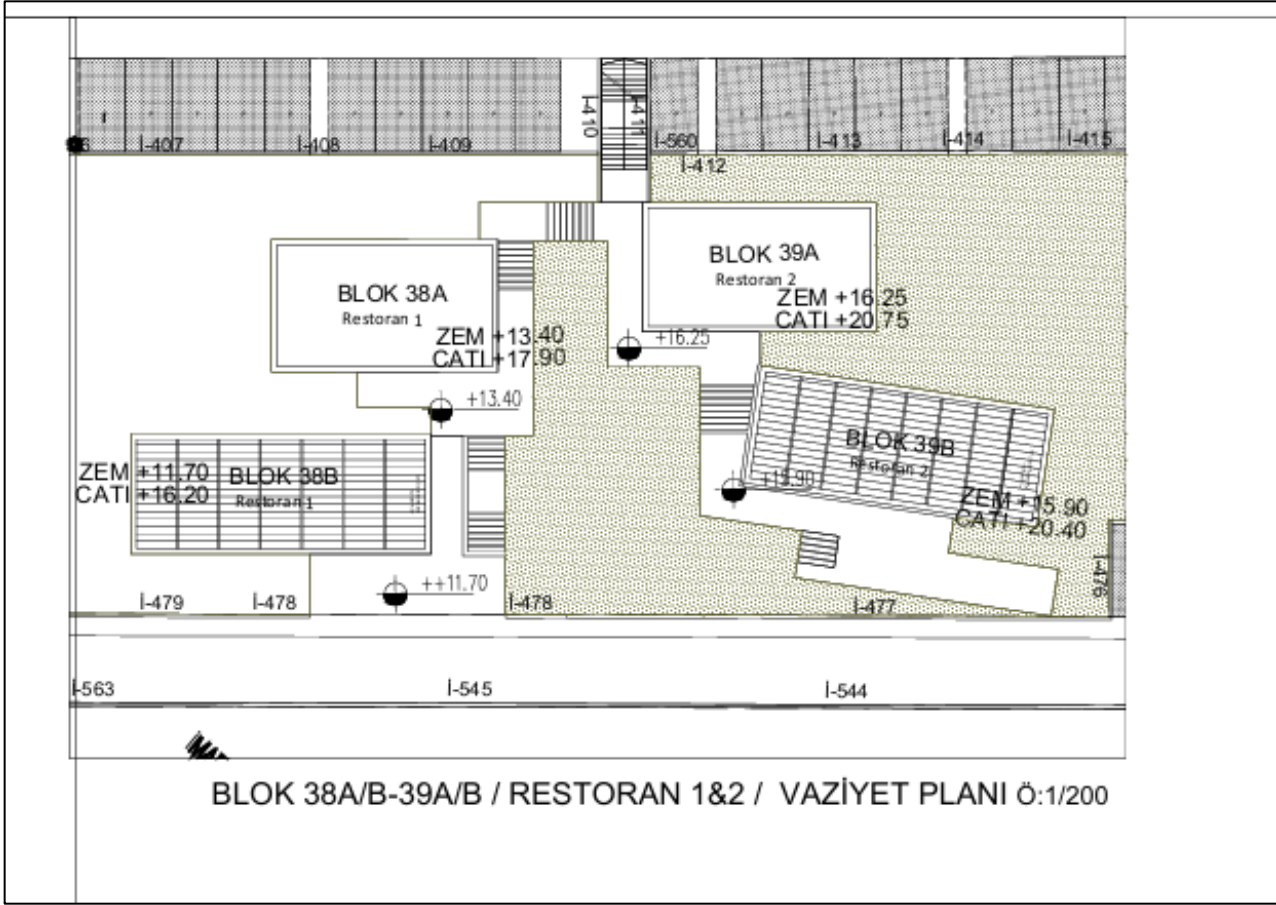 İ-407
İ-408
İ-409
İ-410
İ-411
İ-560
İ-412
İ-413
İ-414
İ-415
BLOK 39A
Restoran 2
ZEM +16.25
CATI +20.75
BLOK 38A
Restoran 1
ZEM +13.40
CATI +17.90
+16.25
+13.40
BLOK 39B
Restoran 2
ZEM +11.70
CATI +16.20
BLOK 38B
Restoran 1
+15.90
ZEM +15.90
CATI +20.40
++11.70
İ-479
İ-478
İ-478
İ-477
İ-476
İ-563
İ-545
İ-544
BLOK 38A/B-39A/B / RESTORAN 1&2 / VAZİYET PLANI Ö:1/200